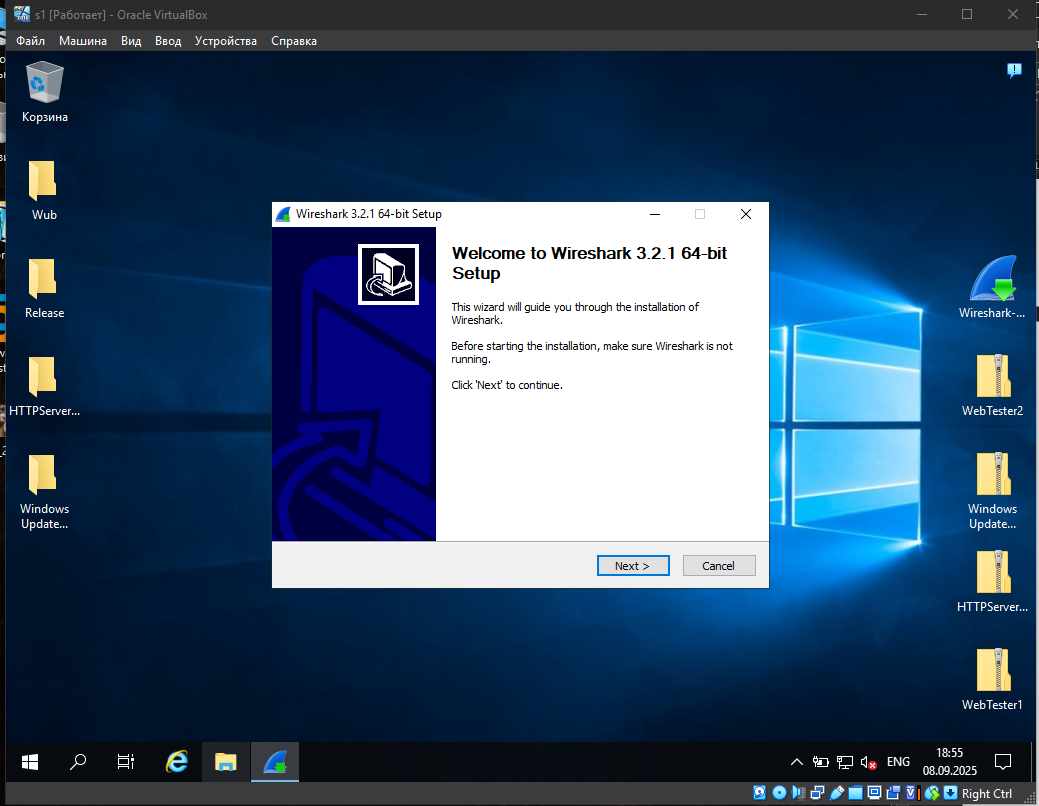 s1 [Работает] - Oracle VirtualBox
Файл Машина Вид Ввод Устройства Справка
Корзина
Wub
Release
HTTPServer...
Windows
Update...
Wireshark 3.2.1 64-bit Setup
Welcome to Wireshark 3.2.1 64-bit
Setup
This wizard will guide you through the installation of
Wireshark.
Before starting the installation, make sure Wireshark is not
running.
Click 'Next' to continue.
Next >
Cancel
Wireshark-...
WebTester2
Windows
Update...
HTTPServer...
WebTester1
ENG
18:55
08.09.2025
Right Ctrl